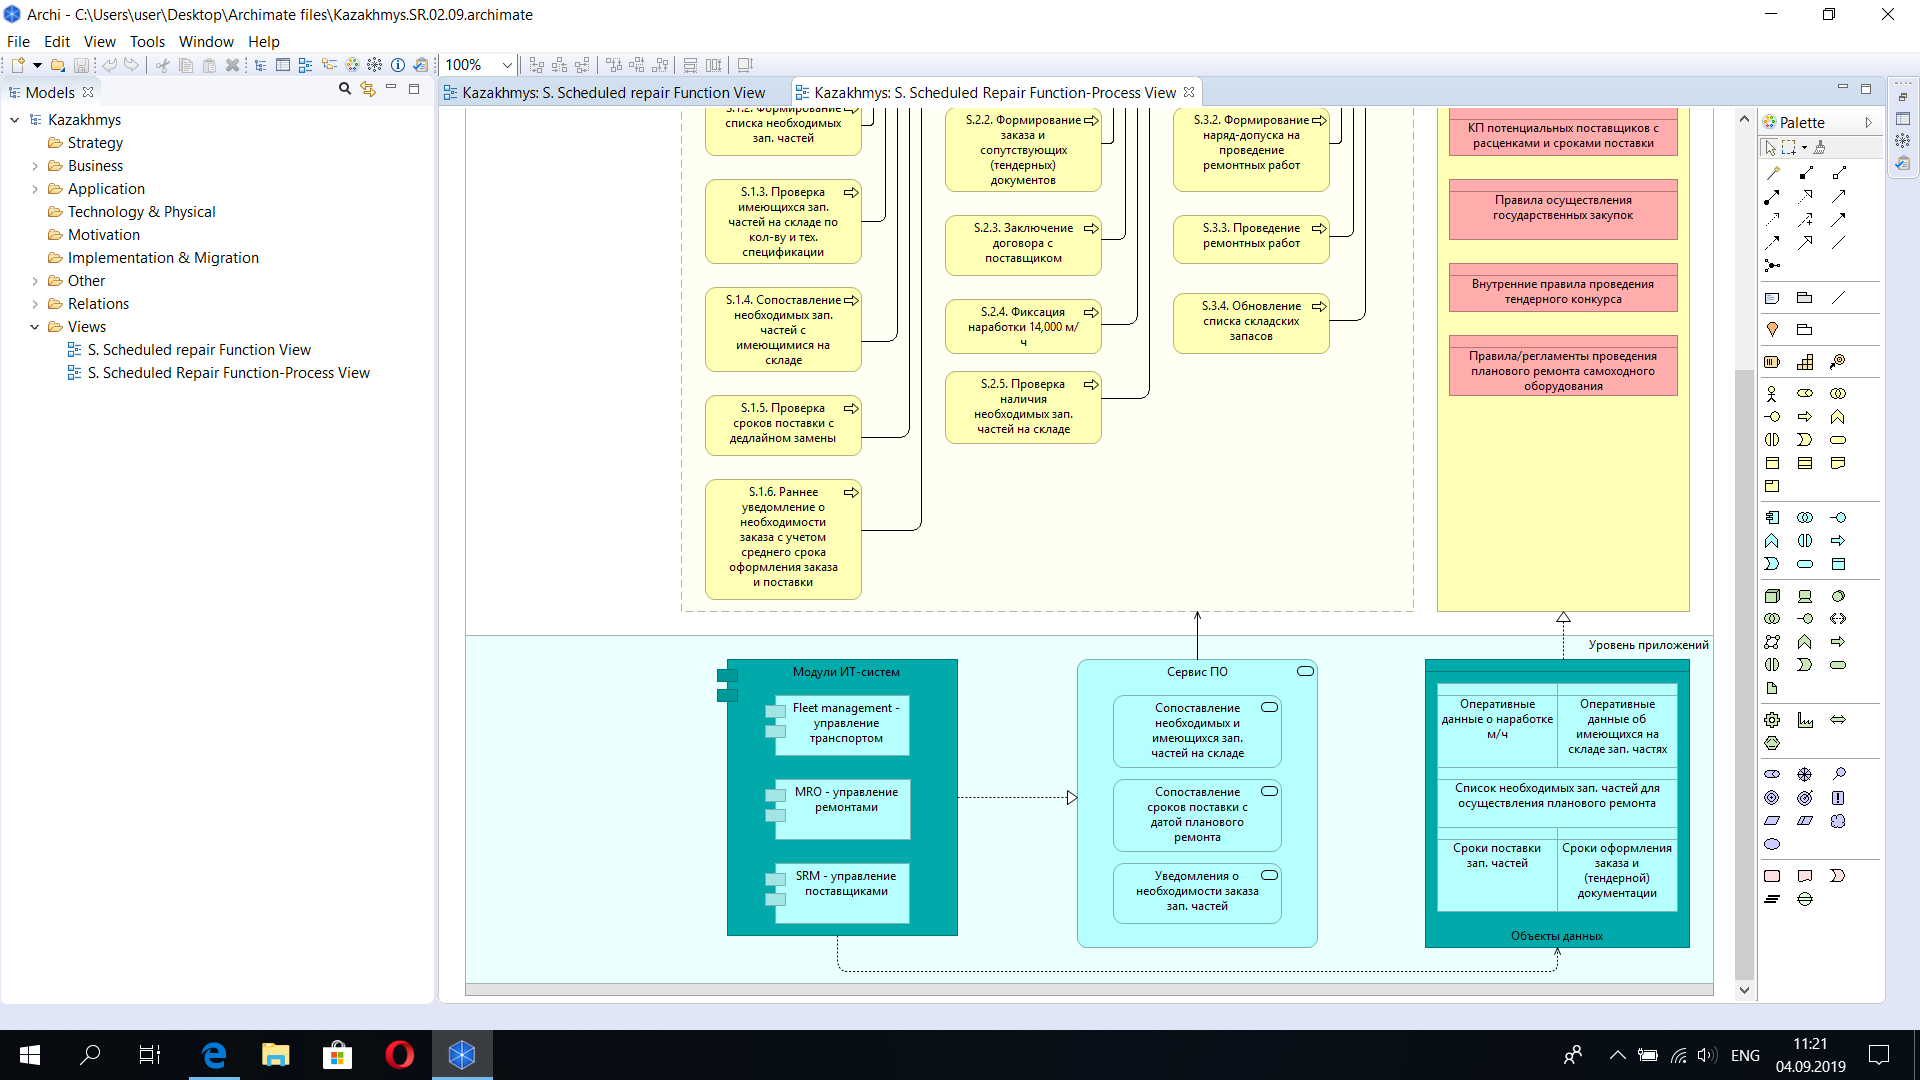 Archi - C:\Users\user\Desktop\Archimate files\Kazakhmys.SR.02.09.archimate
File Edit View Tools Window Help
100%
Models
Kazakhmys: S. Scheduled repair Function View
Kazakhmys: S. Scheduled Repair Function-Process View
Kazakhmys
Strategy
Business
Application
Technology & Physical
Motivation
Implementation & Migration
Other
Relations
Views
S. Scheduled repair Function View
S. Scheduled Repair Function-Process View
S.1.2. Формирование
списка необходимых
зап. частей
S.1.3. Проверка
имеющихся зап.
частей на складе по
кол-ву и тех.
спецификации
S.1.4. Сопоставление
необходимых зап.
частей с
имеющимися на
складе
S.1.5. Проверка
сроков поставки с
дедлайном замены
S.1.6. Раннее
уведомление о
необходимости
заказа с учетом
среднего срока
оформления заказа
и поставки
S.2.2. Формирование
заказа и
сопутствующих
(тендерных)
документов
S.2.3. Заключение
договора с
поставщиком
S.2.4. Фиксация
наработки 14,000 м/
ч
S.2.5. Проверка
наличия
необходимых зап.
частей на складе
S.3.2. Формирование
наряд-допуска на
проведение
ремонтных работ
S.3.3. Проведение
ремонтных работ
S.3.4. Обновление
списка складских
запасов
КП потенциальных поставщиков с
расценками и сроками поставки
Правила осуществления
государственных закупок
Внутренние правила проведения
тендерного конкурса
Правила/регламенты проведения
планового ремонта самоходного
оборудования
Уровень приложений
Модули ИТ-систем
Fleet management -
управление
транспортом
MRO - управление
ремонтами
SRM - управление
поставщиками
Сервис ПО
Сопоставление
необходимых и
имеющихся зап.
частей на складе
Сопоставление
сроков поставки с
датой планового
ремонта
Уведомления о
необходимости заказа
зап. частей
Оперативные
данные о наработке
м/ч
Оперативные
данные об
имеющихся на
складе зап. частях
Список необходимых зап. частей для
осуществления планового ремонта
Сроки поставки
зап. частей
Сроки оформления
заказа и
(тендерной)
документации
Объекты данных
Palette
ENG
11:21
04.09.2019